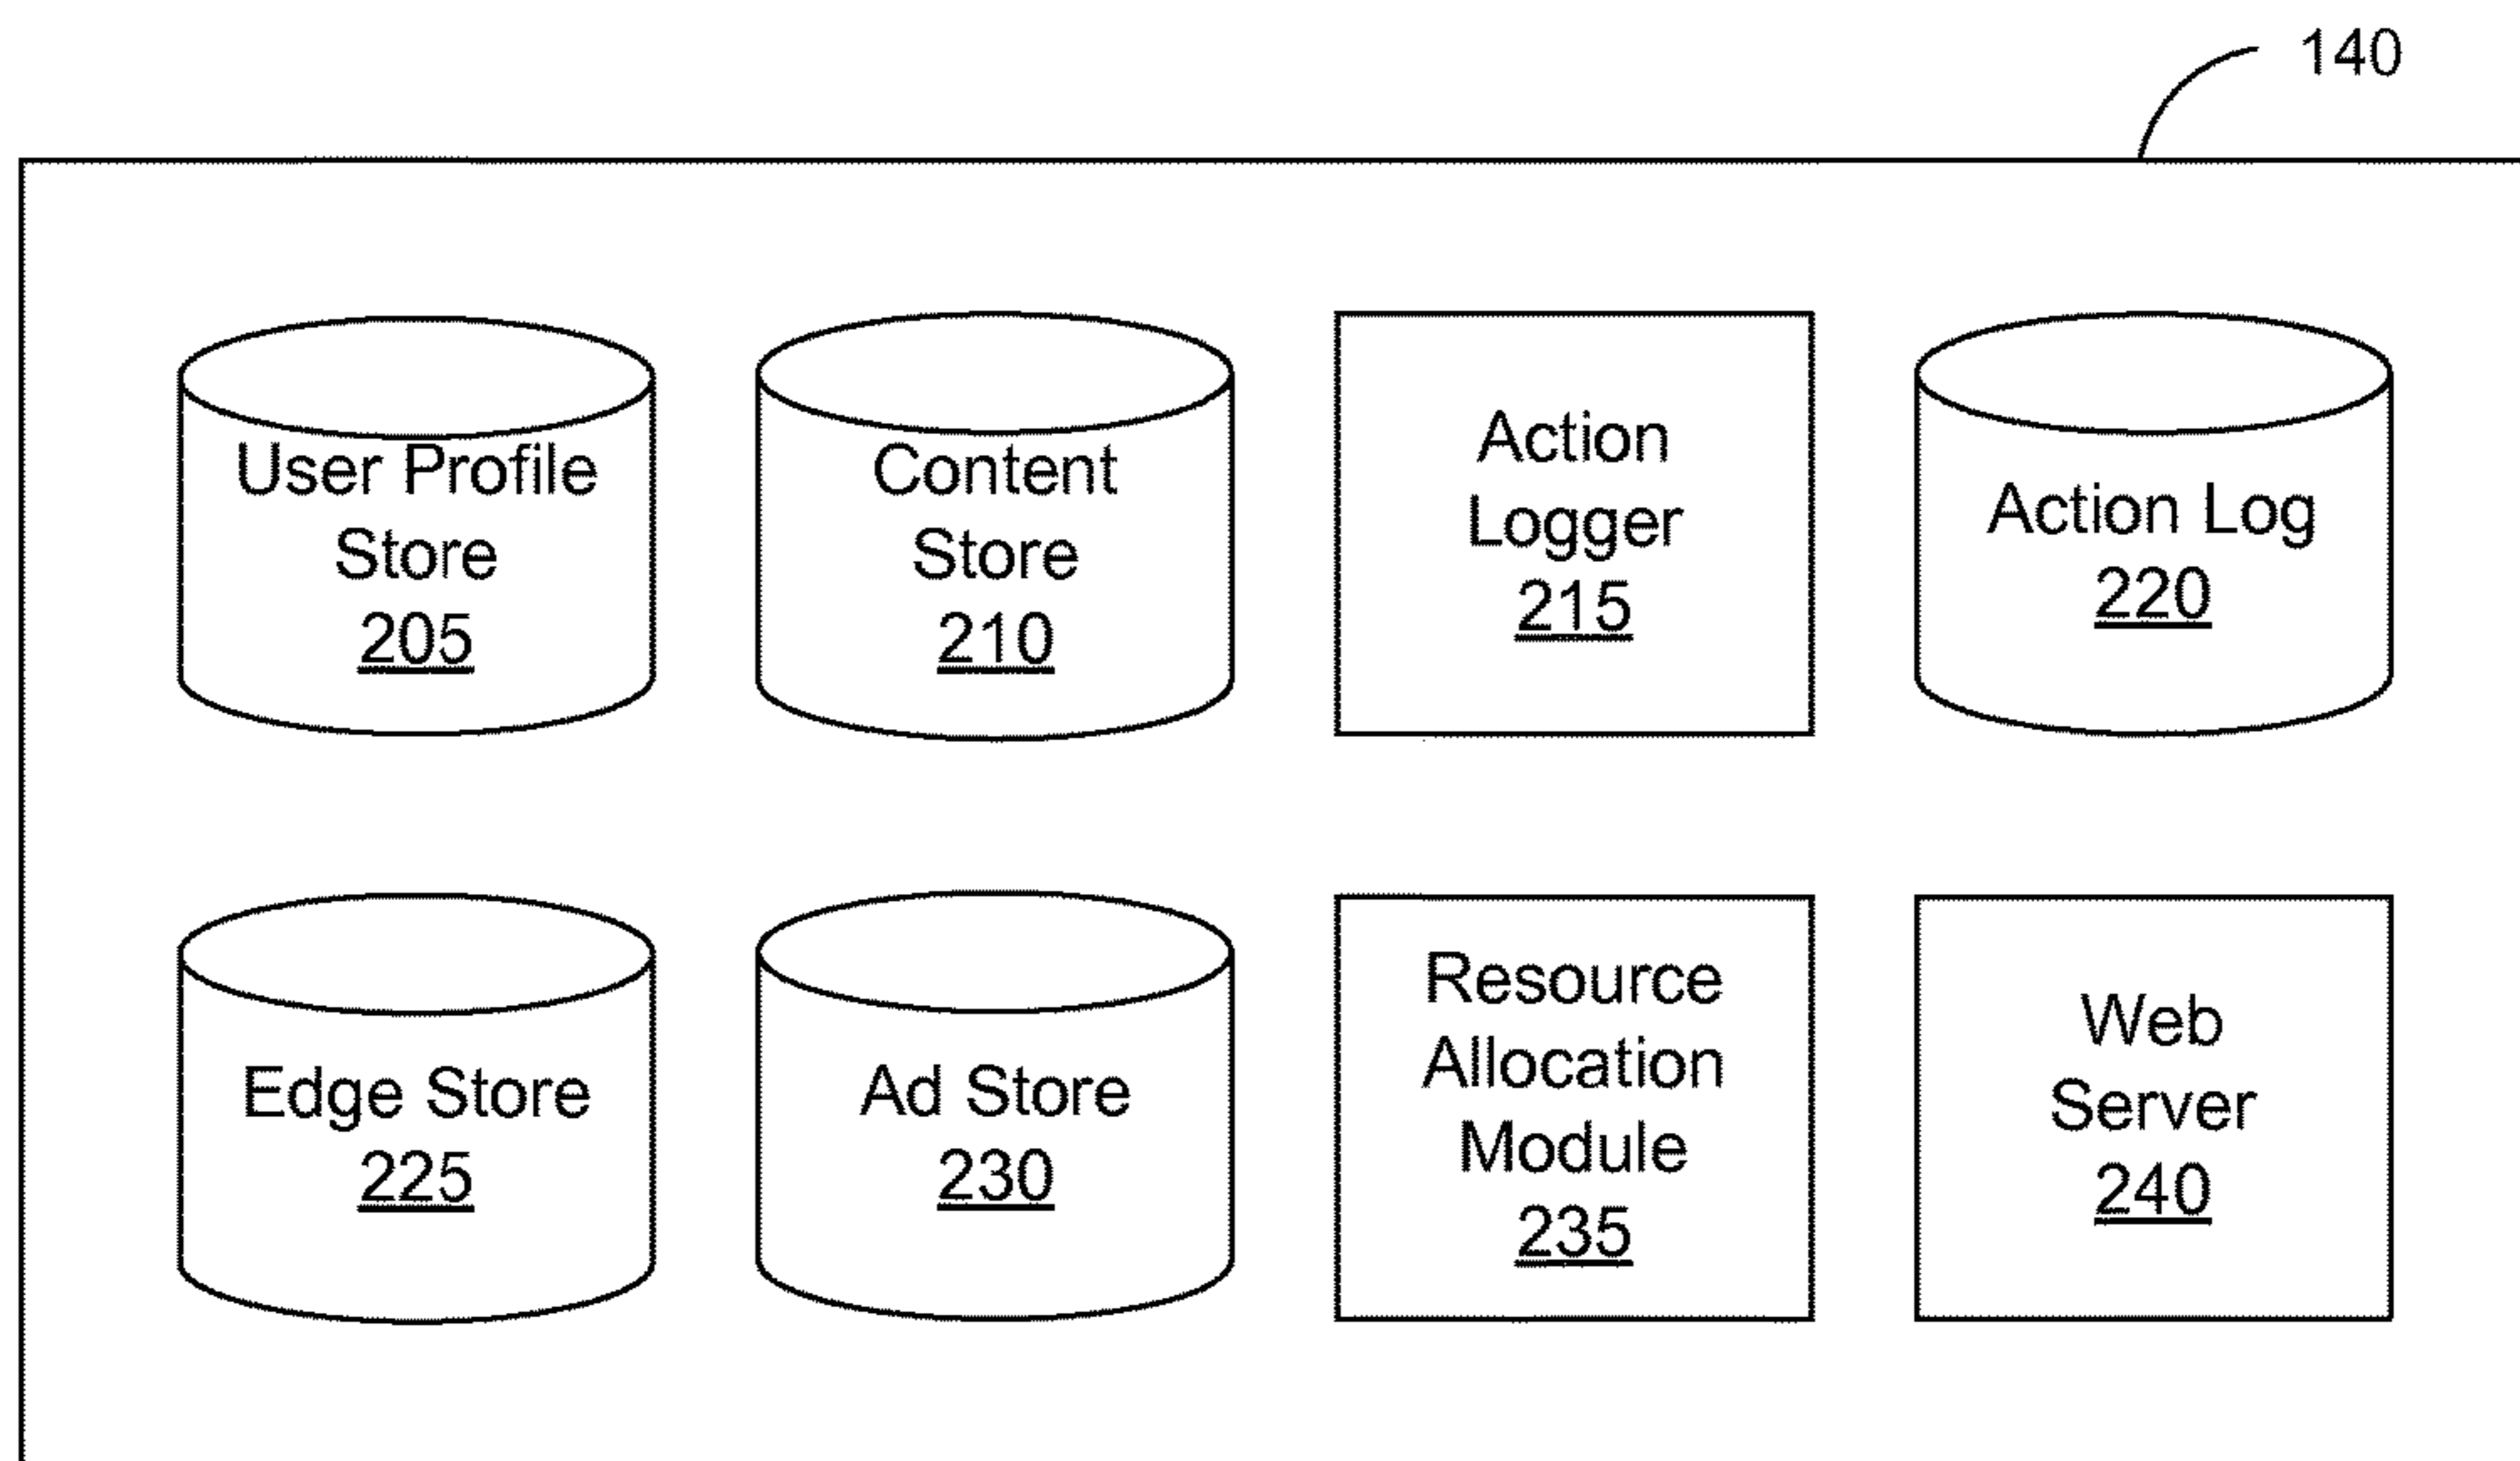 140
User Profile
Store
205
Content
Store
210
Action
Logger
215
Action Log
220
Edge Store
225
Ad Store
230
Resource
Allocation
Module
235
Web
Server
240